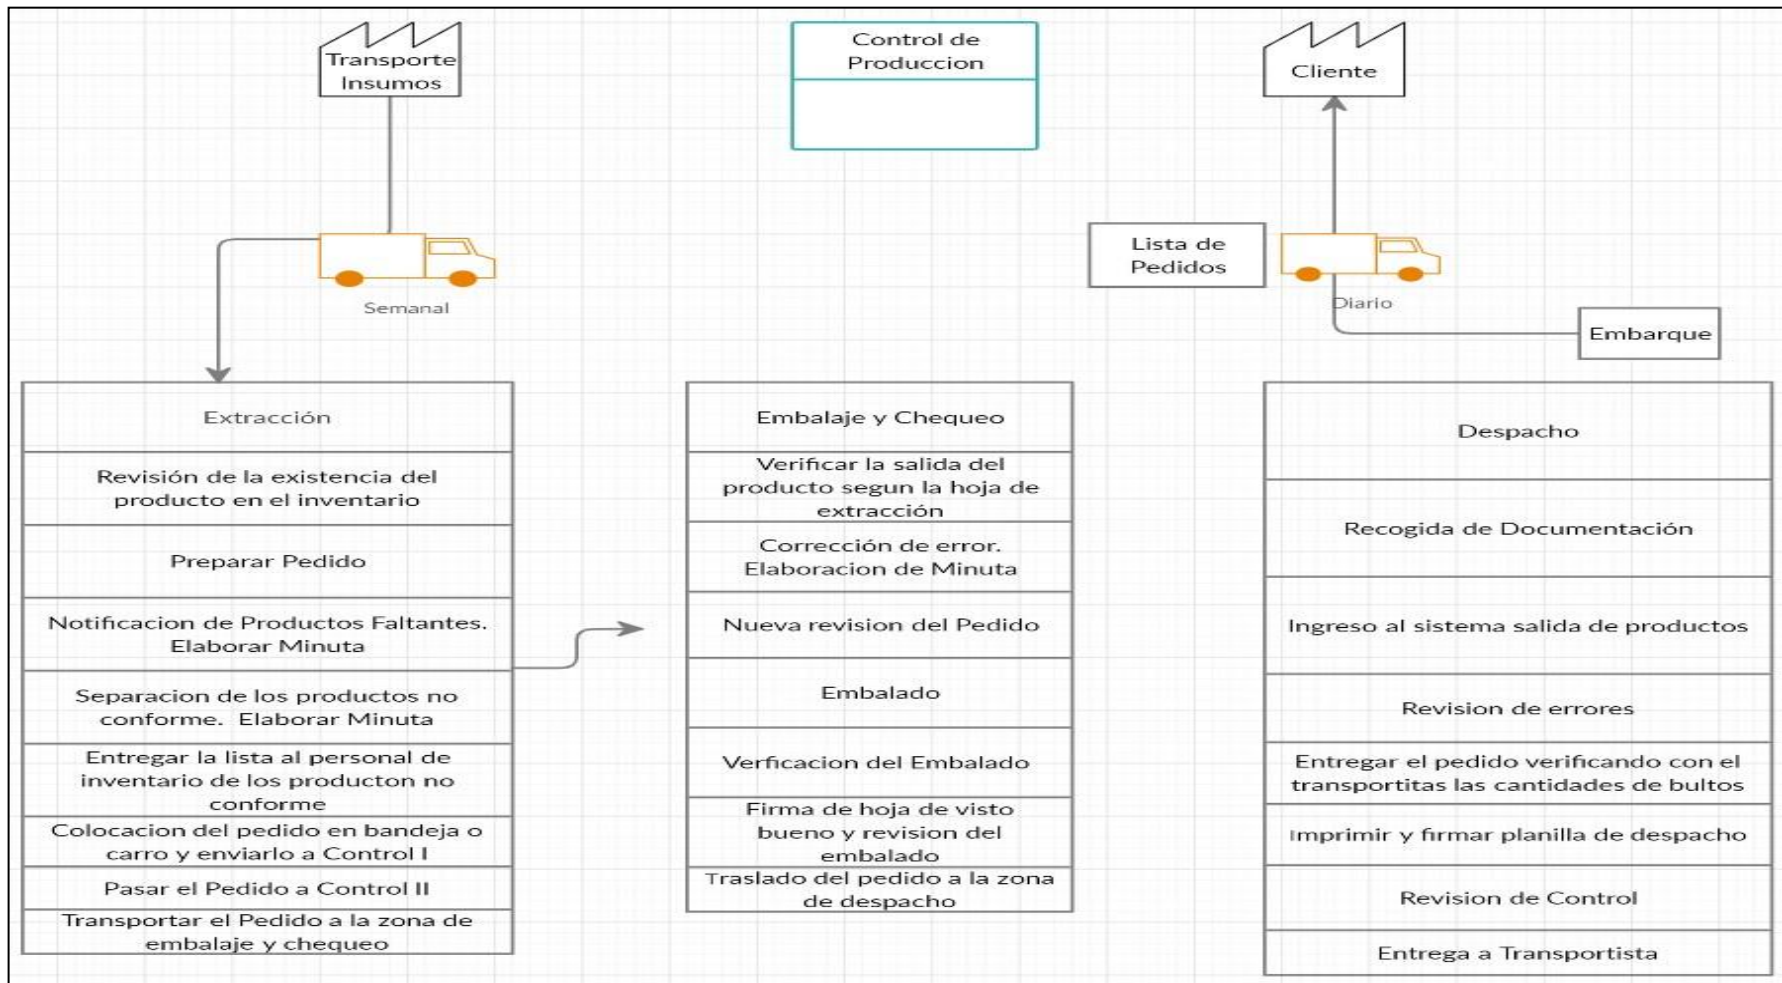 Transporte
Insumos
Control de
Produccion
Cliente
Lista de
Pedidos
Semanal
Diario
Embarque
Extracción
Revisión de la existencia del
producto en el inventario
Preparar Pedido
Notificacion de Productos Faltantes.
Elaborar Minuta
Separacion de los productos no
conforme. Elaborar Minuta
Entregar la lista al personal de
inventario de los producton no
conforme
Colocacion del pedido en bandeja o
carro y enviarlo a Control I
Pasar el Pedido a Control II
Transportar el Pedido a la zona de
embalaje y chequeo
Embalaje y Chequeo
Verificar la salida del
producto segun la hoja de
extracción
Corrección de error.
Elaboracion de Minuta
Nueva revision del Pedido
Embalado
Verficacion del Embalado
Firma de hoja de visto
bueno y revision del
embalado
Traslado del pedido a la zona
de despacho
Despacho
Recogida de Documentación
Ingreso al sistema salida de productos
Revision de errores
Entregar el pedido verificando con el
transportitas las cantidades de bultos
Imprimir y firmar planilla de despacho
Revision de Control
Entrega a Transportista